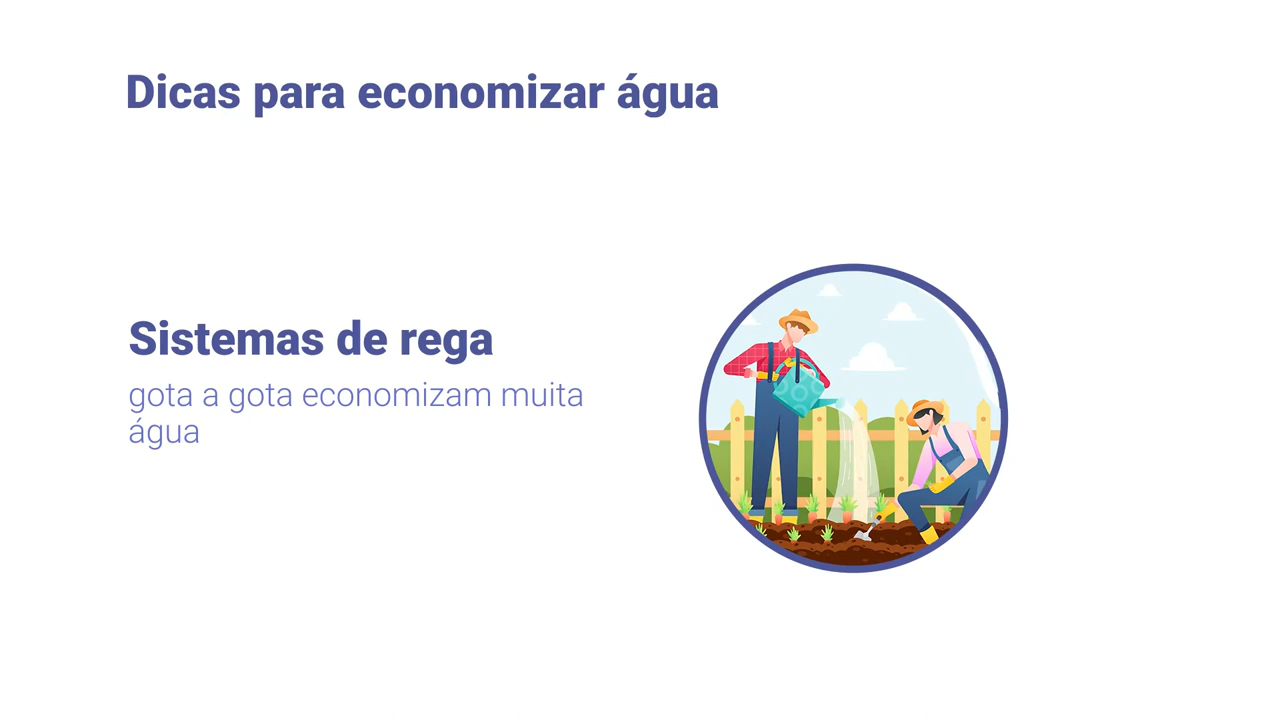 Dicas para economizar água
Sistemas de rega
gota a gota economizam muita
água